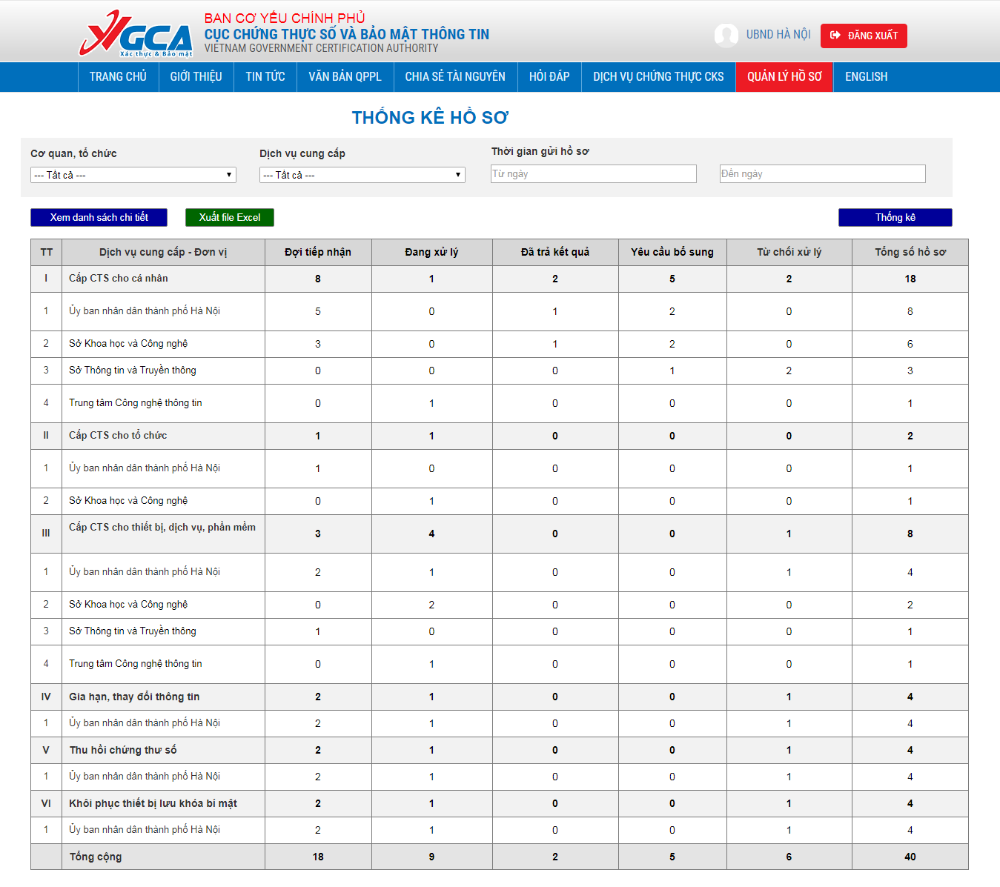 VGCA
Xác thực & Bảo mật
BAN CƠ YẾU CHÍNH PHỦ
CỤC CHỨNG THỰC SỐ VÀ BẢO MẬT THÔNG TIN
VIETNAM GOVERNMENT CERTIFICATION AUTHORITY
UBND HÀ NỘI
ĐĂNG XUẤT
TRANG CHỦ GIỚI THIỆU TIN TỨC VĂN BẢN QPPL CHIA SẺ TÀI NGUYÊN HỎI ĐÁP DỊCH VỤ CHỨNG THỰC CKS QUẢN LÝ HỒ SƠ ENGLISH
THỐNG KÊ HỒ SƠ
Cơ quan, tổ chức Dịch vụ cung cấp Thời gian gửi hồ sơ
--- Tất cả --- --- Tất cả --- Từ ngày Đến ngày
Xem danh sách chi tiết Xuất file Excel Thống kê
TT Dịch vụ cung cấp - Đơn vị Đợi tiếp nhận Đang xử lý Đã trả kết quả Yêu cầu bổ sung Từ chối xử lý Tổng số hồ sơ
I Cấp CTS cho cá nhân 8 1 2 5 2 18
1 Ủy ban nhân dân thành phố Hà Nội 5 0 1 2 0 8
2 Sở Khoa học và Công nghệ 3 0 1 2 0 6
3 Sở Thông tin và Truyền thông 0 0 0 1 2 3
4 Trung tâm Công nghệ thông tin 0 1 0 0 0 1
II Cấp CTS cho tổ chức 1 1 0 0 0 2
1 Ủy ban nhân dân thành phố Hà Nội 1 0 0 0 0 1
2 Sở Khoa học và Công nghệ 0 1 0 0 0 1
III Cấp CTS cho thiết bị, dịch vụ, phần mềm 3 4 0 0 1 8
1 Ủy ban nhân dân thành phố Hà Nội 2 1 0 0 1 4
2 Sở Khoa học và Công nghệ 0 2 0 0 0 2
3 Sở Thông tin và Truyền thông 1 0 0 0 0 1
4 Trung tâm Công nghệ thông tin 0 1 0 0 0 1
IV Gia hạn, thay đổi thông tin 2 1 0 0 1 4
1 Ủy ban nhân dân thành phố Hà Nội 2 1 0 0 1 4
V Thu hồi chứng thư số 2 1 0 0 1 4
1 Ủy ban nhân dân thành phố Hà Nội 2 1 0 0 1 4
VI Khôi phục thiết bị lưu khóa bí mật 2 1 0 0 1 4
1 Ủy ban nhân dân thành phố Hà Nội 2 1 0 0 1 4
Tổng cộng 18 9 2 5 6 40